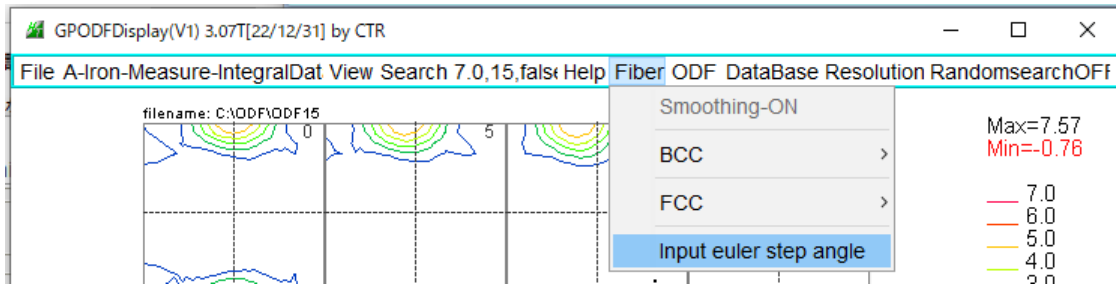 GPODFDisplay(V1) 3.07T[22/12/31] by CTR
File A-Iron-Measure-IntegralDat View Search 7.0,15,false Help Fiber ODF DataBase Resolution RandomsearchOFF
filename: C:\ODF\ODF15
0 5
Smoothing-ON
BCC
FCC
Input euler step angle
Max=7.57
Min=-0.76
7.0
6.0
5.0
4.0
3.0